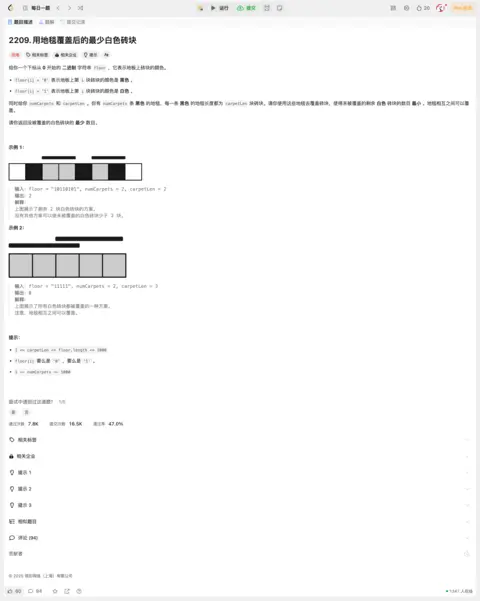 每日一题
运行
提交
题目描述
题解
提交记录
2209. 用地毯覆盖后的最少白色砖块
困难
相关标签
相关企业
提示
给你一个下标从 0 开始的 二进制 字符串 floor ，它表示地板上砖块的颜色。
floor[i] = '0' 表示地板上第 i 块砖块的颜色是 黑色 。
floor[i] = '1' 表示地板上第 i 块砖块的颜色是 白色 。
同时给你 numCarpets 和 carpetLen 。你有 numCarpets 条 黑色 的地毯，每一条 黑色 的地毯长度都为 carpetLen 块砖块。请你使用这些地毯去覆盖砖块，使得未被覆盖的剩余 白色 砖块的数目 最小 。地毯相互之间可以覆盖。
请你返回没被覆盖的白色砖块的 最少 数目。
示例 1：
输入：floor = "10110101", numCarpets = 2, carpetLen = 2
输出：2
解释：
上图展示了剩余 2 块白色砖块的方案。
没有其他方案可以使未被覆盖的白色砖块少于 2 块。
示例 2：
输入：floor = "11111", numCarpets = 2, carpetLen = 3
输出：0
解释：
上图展示了所有白色砖块都被覆盖的一种方案。
注意，地毯相互之间可以覆盖。
提示：
1 <= carpetLen <= floor.length <= 1000
floor[i] 要么是 '0' ，要么是 '1' 。
1 <= numCarpets <= 1000
面试中遇到过这道题?
1/5
是
否
通过次数 7.8K
提交次数 16.5K
通过率 47.0%
相关标签
相关企业
提示 1
提示 2
提示 3
相似题目
评论 (94)
贡献者
© 2025 领扣网络（上海）有限公司
60
94